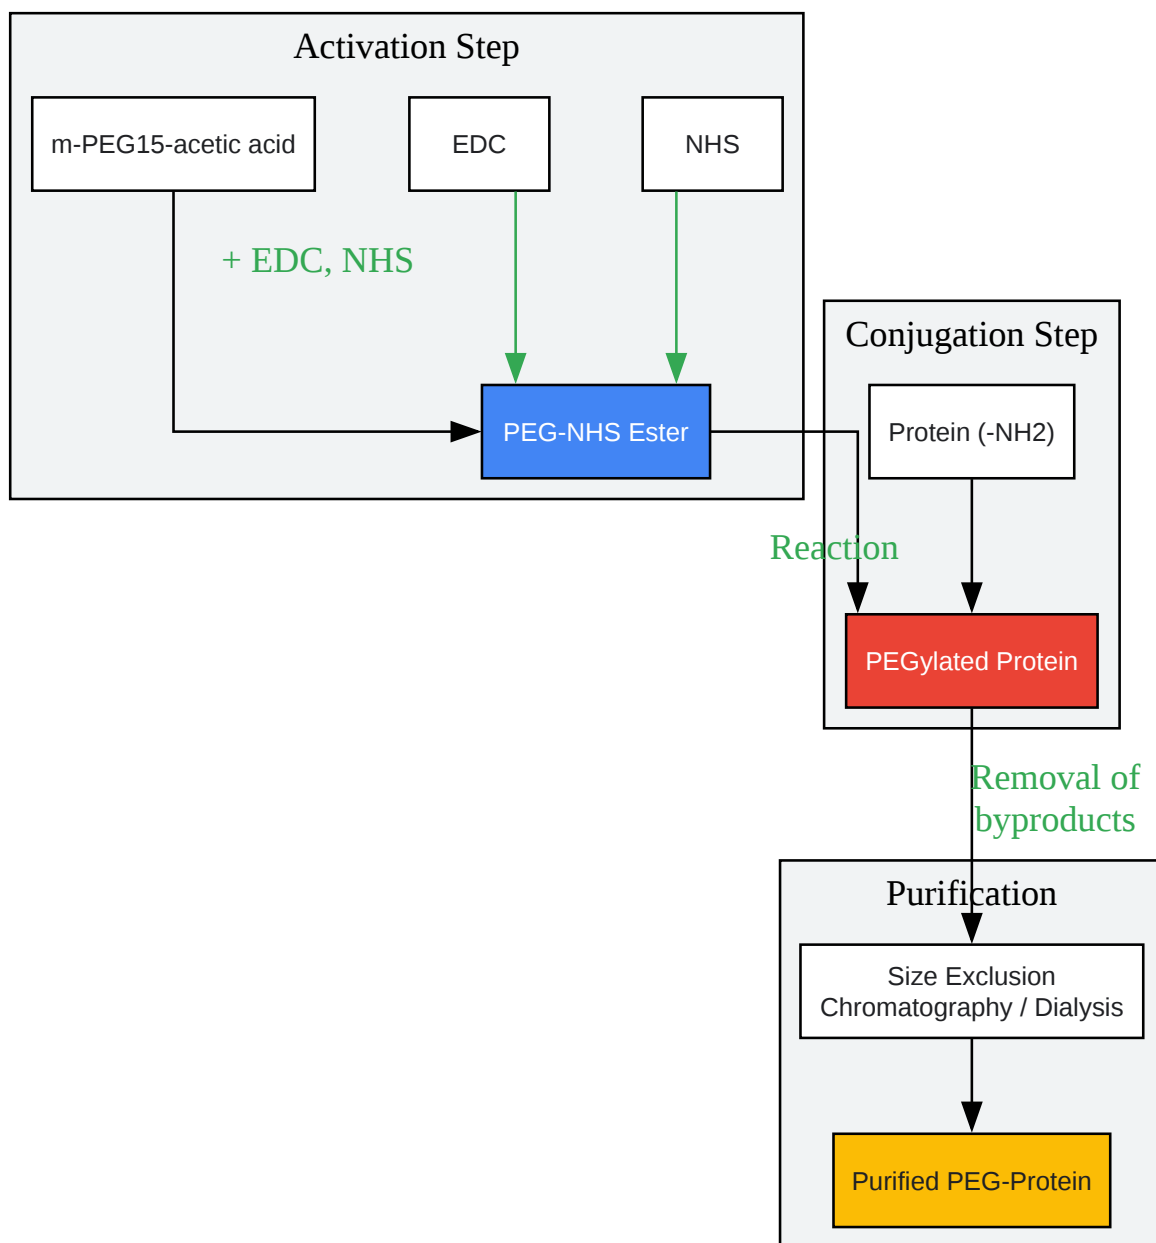 Activation Step
m-PEG15-acetic acid
EDC
NHS
+ EDC, NHS
PEG-NHS Ester
Conjugation Step
Protein (-NH2)
Reaction
PEGylated Protein
Removal of
byproducts
Purification
Size Exclusion
Chromatography / Dialysis
Purified PEG-Protein